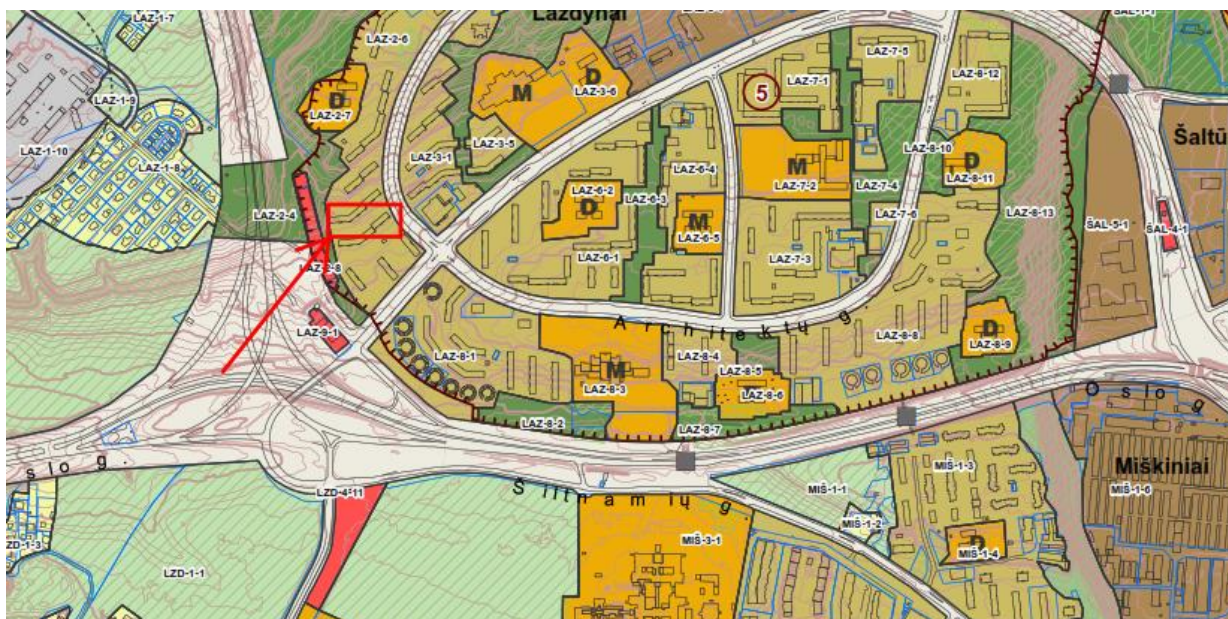 LAZ-1-7
LAZ-2-6
Lazdynai
LAZ-7-5
LAZ-8-12
LAZ-1-9
D
LAZ-2-7
M
D
LAZ-3-6
5
LAZ-7-1
LAZ-1-10
LAZ-1-8
LAZ-3-1
LAZ-3-5
LAZ-6-4
M
LAZ-7-2
LAZ-8-10
D
LAZ-8-11
Šaltū
LAZ-2-4
LAZ-6-2
D
LAZ-6-3
M
LAZ-6-5
LAZ-7-4
LAZ-7-6
LAZ-8-13
ŠAL-5-1
ŠAL-4-1
LAZ-6-1
LAZ-7-3
LAZ-9-1
Architektų g.
LAZ-8-1
LAZ-8-4
LAZ-8-8
D
LAZ-8-9
M
LAZ-8-3
LAZ-8-5
LAZ-8-6
LAZ-8-2
LAZ-8-7
Oslo g.
slo g.
Šiltnamių g.
MIŠ-1-3
Miškiniai
MIŠ-1-6
MIŠ-1-1
MIŠ-1-2
D
MIŠ-1-4
ZD-1-3
LZD-1-1
MIŠ-3-1